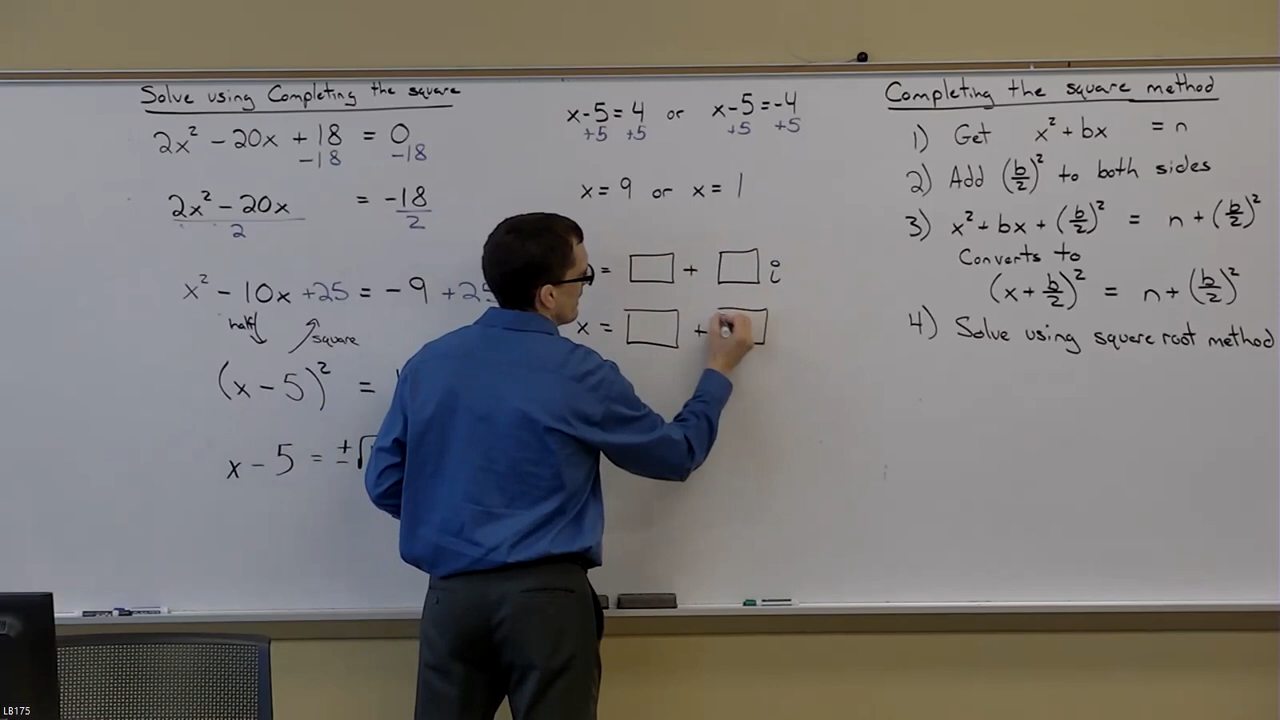 Solve using Completing the square
2x² - 20x + 18 = 0
-18 -18
2x² - 20x = -18
2 2
x² - 10x + 25 = -9 + 25
half square
(x - 5)² =
x - 5 = ±√
x-5 = 4 or x-5 = -4
+5 +5 +5 +5
x = 9 or x = 1
= □ + □ i
x = □ + □
Completing the square method
1) Get x² + bx = n
2) Add (b/2)² to both sides
3) x² + bx + (b/2)² = n + (b/2)²
Converts to
(x + b/2)² = n + (b/2)²
4) Solve using square root method
LB175